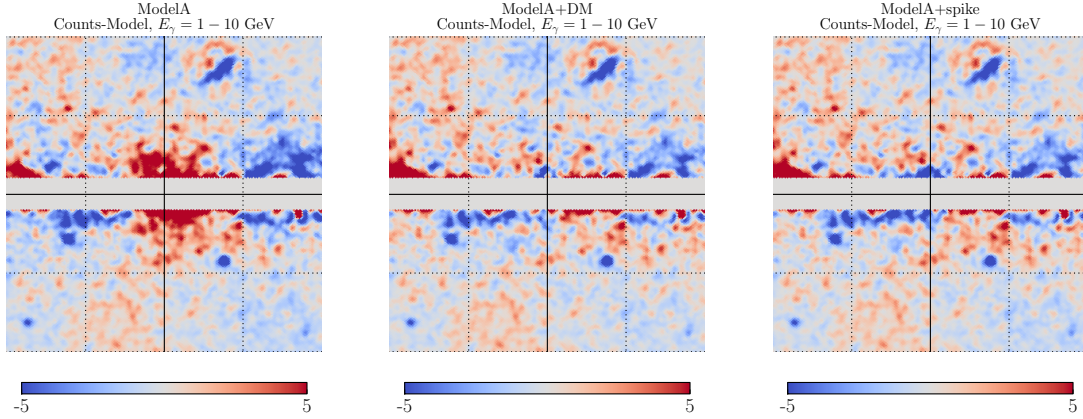 ModelA
Counts-Model, $E_\gamma = 1 - 10$ GeV
ModelA+DM
Counts-Model, $E_\gamma = 1 - 10$ GeV
ModelA+spike
Counts-Model, $E_\gamma = 1 - 10$ GeV
-5 5
-5 5
-5 5